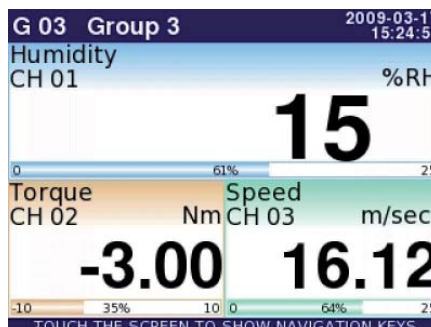 G 03 Group 3
2009-03-1
15:24:5
Humidity
CH 01
%RH
15
0 61% 25
Torque
CH 02 Nm
-3.00
-10 35% 10
Speed
CH 03 m/sec
16.12
0 64% 25
TOUCH THE SCREEN TO SHOW NAVIGATION KEYS